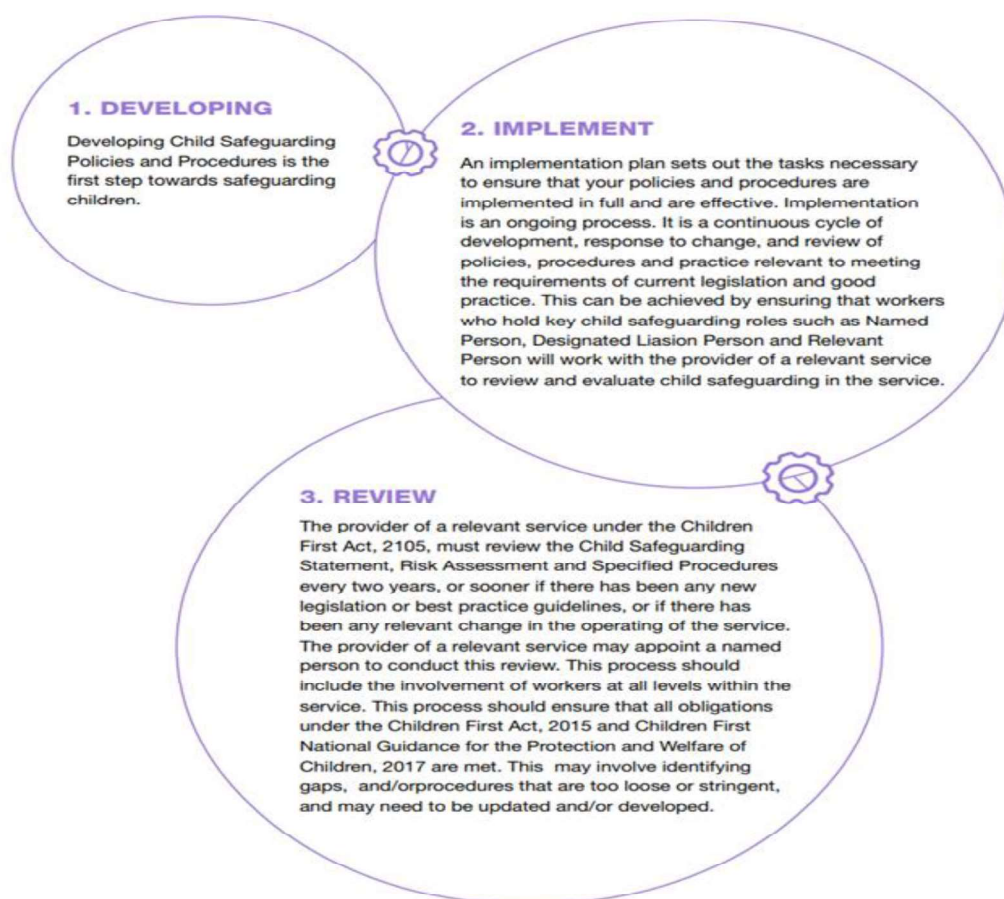 1. DEVELOPING
Developing Child Safeguarding
Policies and Procedures is the
first step towards safeguarding
children.
2. IMPLEMENT
An implementation plan sets out the tasks necessary
to ensure that your policies and procedures are
implemented in full and are effective. Implementation
is an ongoing process. It is a continuous cycle of
development, response to change, and review of
policies, procedures and practice relevant to meeting
the requirements of current legislation and good
practice. This can be achieved by ensuring that workers
who hold key child safeguarding roles such as Named
Person, Designated Liasion Person and Relevant
Person will work with the provider of a relevant service
to review and evaluate child safeguarding in the service.
3. REVIEW
The provider of a relevant service under the Children
First Act, 2105, must review the Child Safeguarding
Statement, Risk Assessment and Specified Procedures
every two years, or sooner if there has been any new
legislation or best practice guidelines, or if there has
been any relevant change in the operating of the service.
The provider of a relevant service may appoint a named
person to conduct this review. This process should
include the involvement of workers at all levels within the
service. This process should ensure that all obligations
under the Children First Act, 2015 and Children First
National Guidance for the Protection and Welfare of
Children, 2017 are met. This may involve identifying
gaps, and/orprocedures that are too loose or stringent,
and may need to be updated and/or developed.